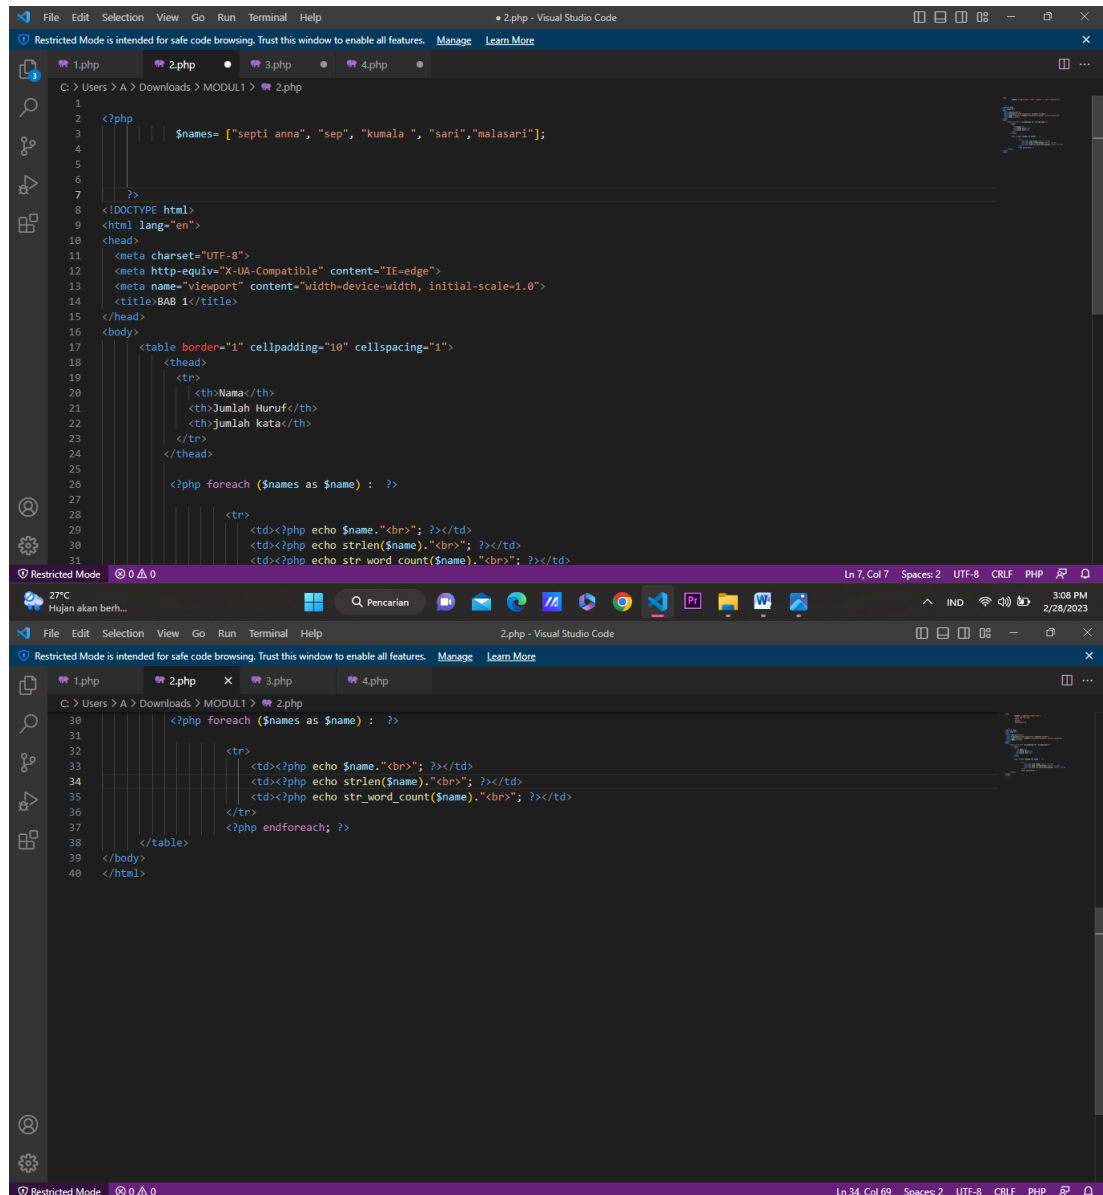 File Edit Selection View Go Run Terminal Help ● 2.php - Visual Studio Code
Restricted Mode is intended for safe code browsing. Trust this window to enable all features. Manage Learn More
1.php 2.php 3.php 4.php
C: > Users > A > Downloads > MODUL1 > 2.php
1
2 <?php
3 $names= ["septi anna", "sep", "kumala ", "sari","malasari"];
4
5
6
7 ?>
8 <!DOCTYPE html>
9 <html lang="en">
10 <head>
11 <meta charset="UTF-8">
12 <meta http-equiv="X-UA-Compatible" content="IE=edge">
13 <meta name="viewport" content="width=device-width, initial-scale=1.0">
14 <title>BAB 1</title>
15 </head>
16 <body>
17 <table border="1" cellpadding="10" cellspacing="1">
18 <thead>
19 <tr>
20 <th>Nama</th>
21 <th>Jumlah Huruf</th>
22 <th>jumlah kata</th>
23 </tr>
24 </thead>
25
26 <?php foreach ($names as $name) : ?>
27
28 <tr>
29 <td><?php echo $name."<br>"; ?></td>
30 <td><?php echo strlen($name)."<br>"; ?></td>
31 <td><?php echo str_word_count($name)."<br>"; ?></td>
Restricted Mode 0 0 Ln 7, Col 7 Spaces: 2 UTF-8 CRLF PHP
3
27°C
Hujan akan berh...
Pencarian
Pr
W
IND
3:08 PM
2/28/2023
File Edit Selection View Go Run Terminal Help 2.php - Visual Studio Code
Restricted Mode is intended for safe code browsing. Trust this window to enable all features. Manage Learn More
1.php 2.php 3.php 4.php
C: > Users > A > Downloads > MODUL1 > 2.php
30 <?php foreach ($names as $name) : ?>
31
32 <tr>
33 <td><?php echo $name."<br>"; ?></td>
34 <td><?php echo strlen($name)."<br>"; ?></td>
35 <td><?php echo str_word_count($name)."<br>"; ?></td>
36 </tr>
37 <?php endforeach; ?>
38 </table>
39 </body>
40 </html>
Restricted Mode 0 0 Ln 34, Col 69 Spaces: 2 UTF-8 CRLF PHP